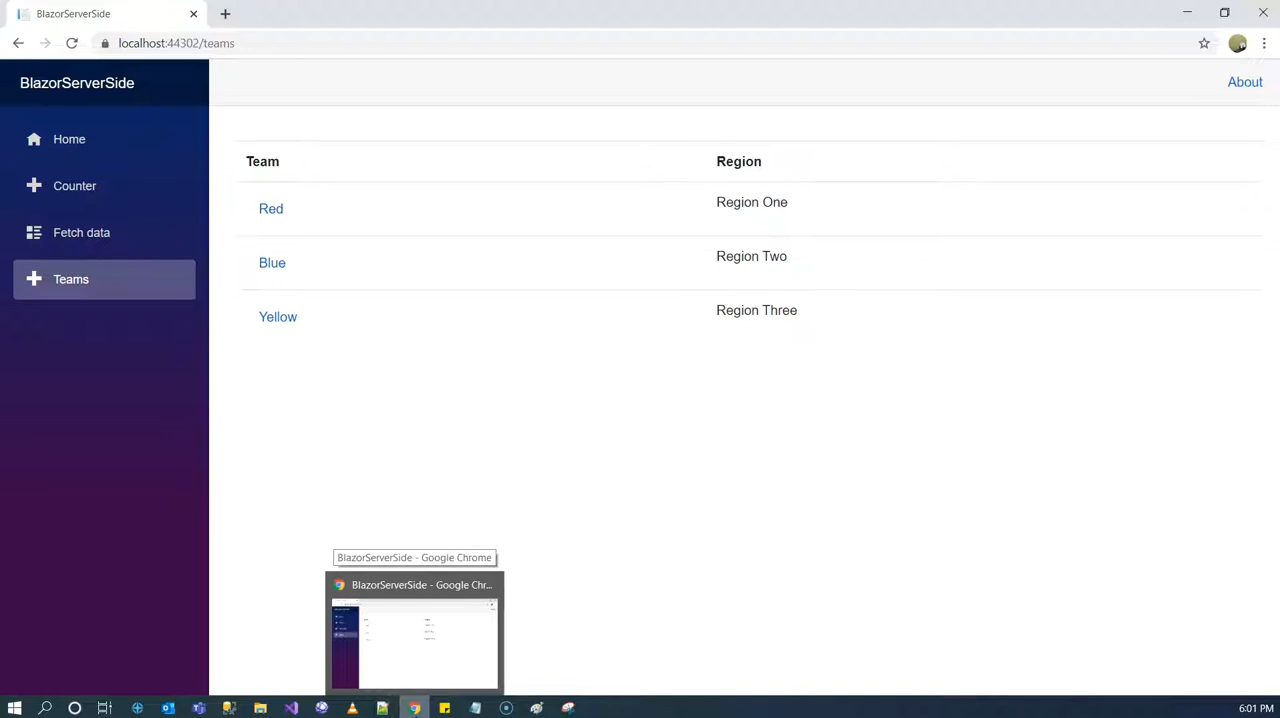 BlazorServerSide
localhost:44302/teams
BlazorServerSide
About
Home
Counter
Fetch data
Teams
Team Region
Red Region One
Blue Region Two
Yellow Region Three
BlazorServerSide - Google Chrome
BlazorServerSide - Google Chr...
6:01 PM